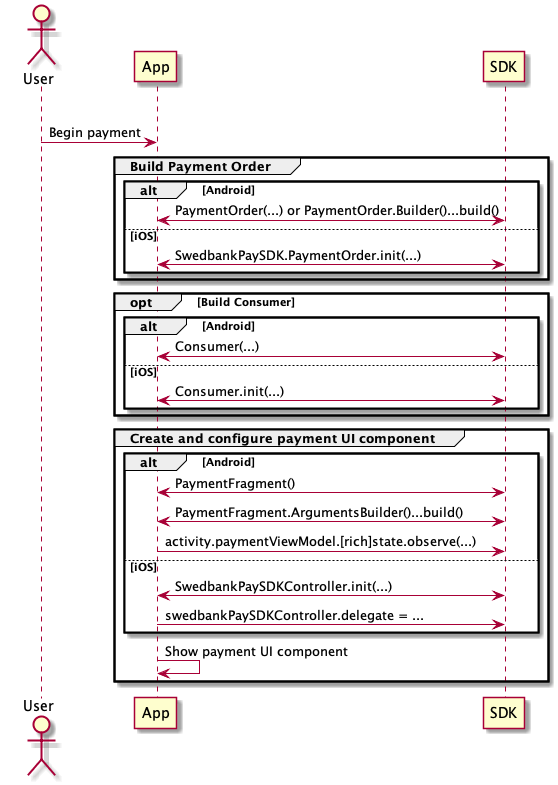 User
App
SDK
Begin payment
Build Payment Order
alt [Android]
PaymentOrder(...) or PaymentOrder.Builder()...build()
[iOS]
SwedbankPaySDK.PaymentOrder.init(...)
opt [Build Consumer]
alt [Android]
Consumer(...)
[iOS]
Consumer.init(...)
Create and configure payment UI component
alt [Android]
PaymentFragment()
PaymentFragment.ArgumentsBuilder()...build()
activity.paymentViewModel.[rich]state.observe(...)
[iOS]
SwedbankPaySDKController.init(...)
swedbankPaySDKController.delegate = ...
Show payment UI component
User
App
SDK